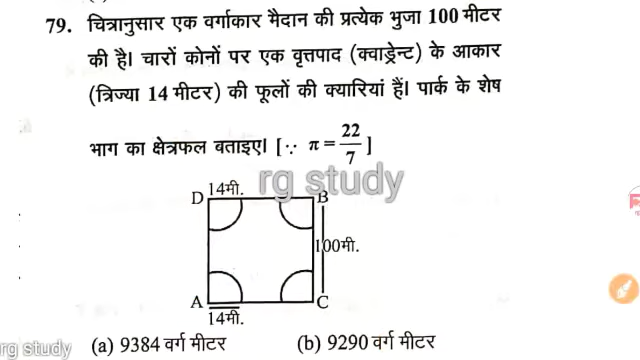 79. चित्रानुसार एक वर्गाकार मैदान की प्रत्येक भुजा 100 मीटर
की है। चारों कोनों पर एक वृत्तपाद (क्वाड्रेन्ट) के आकार
(त्रिज्या 14 मीटर) की फूलों की क्यारियां हैं। पार्क के शेष
भाग का क्षेत्रफल बताइए। [∵ π = 22/7]
rg study
14मी.
D B
100मी.
A C
14मी.
rg study
(a) 9384 वर्ग मीटर (b) 9290 वर्ग मीटर